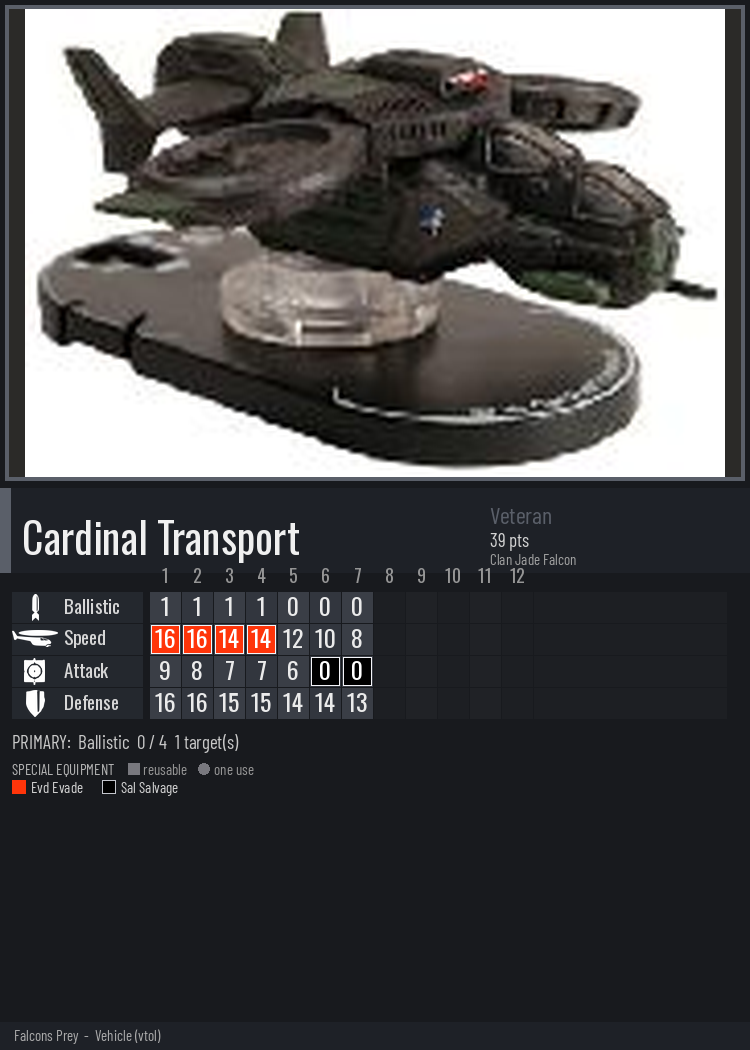 Cardinal Transport
Veteran
39 pts
Clan Jade Falcon
1 2 3 4 5 6 7 8 9 10 11 12
Ballistic 1 1 1 1 0 0 0
Speed 16 16 14 14 12 10 8
Attack 9 8 7 7 6 0 0
Defense 16 16 15 15 14 14 13
PRIMARY: Ballistic 0 / 4 1 target(s)
SPECIAL EQUIPMENT reusable one use
Evd Evade Sal Salvage
Falcons Prey - Vehicle (vtol)